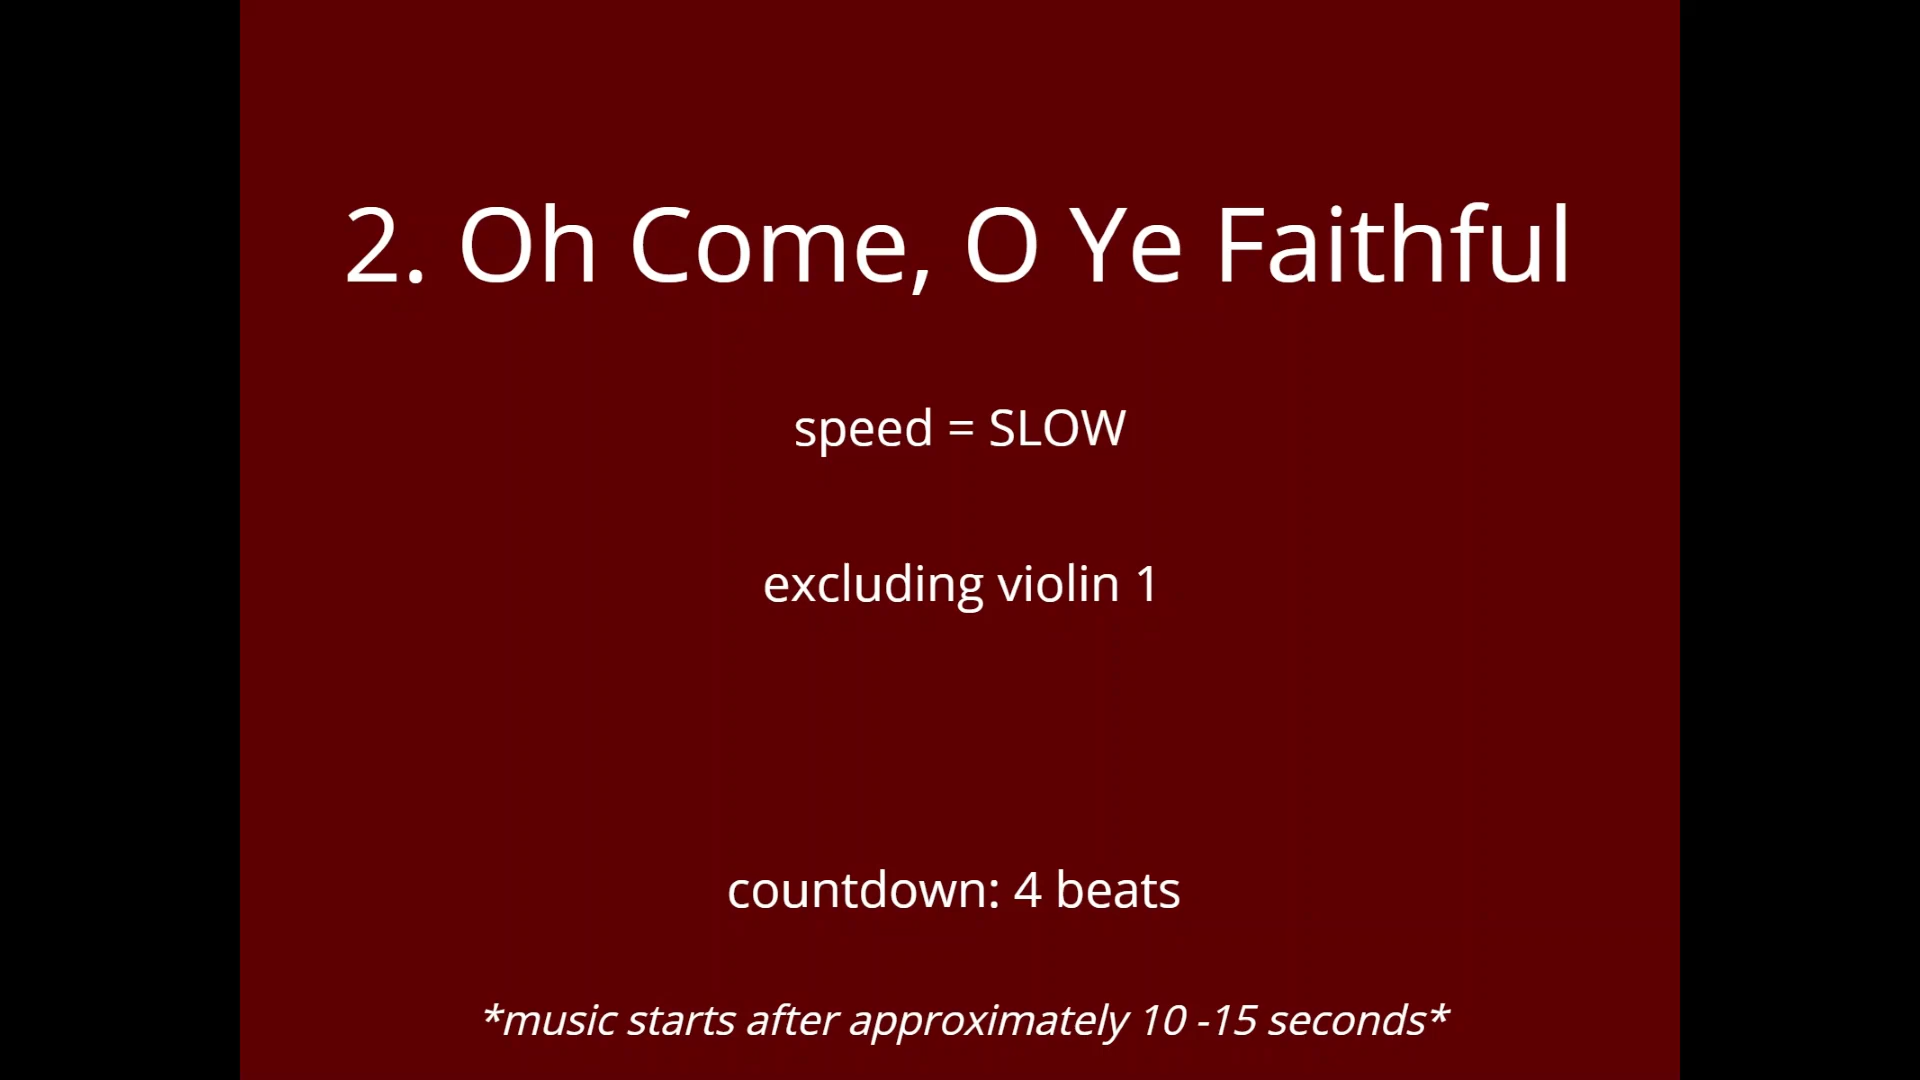 2. Oh Come, O Ye Faithful
speed = SLOW
excluding violin 1
countdown: 4 beats
*music starts after approximately 10 -15 seconds*